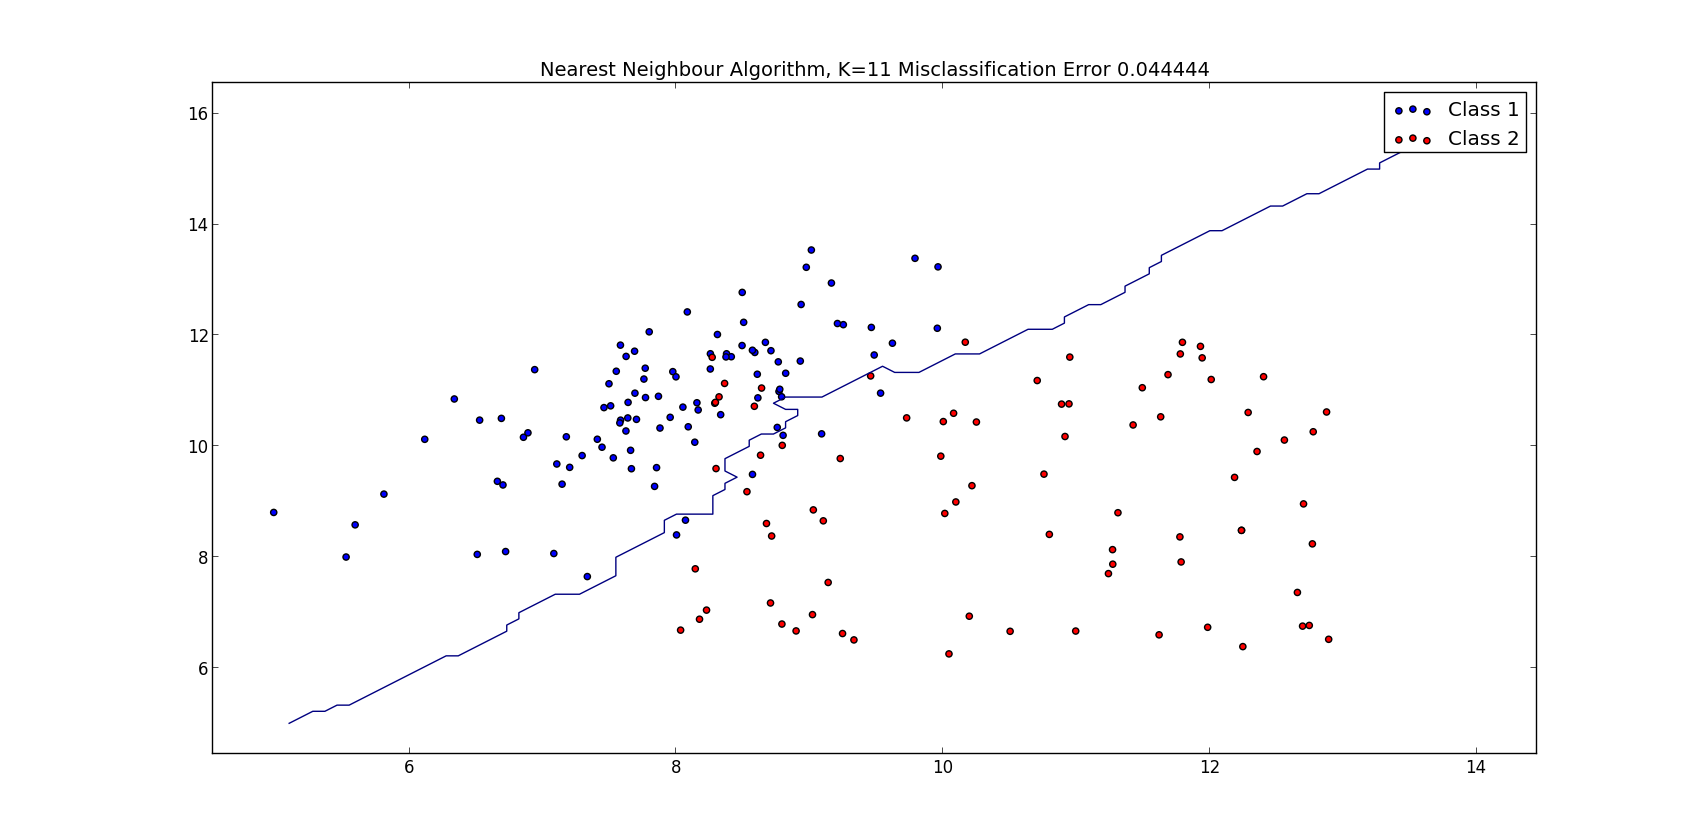 Nearest Neighbour Algorithm, K=11 Misclassification Error 0.044444
Class 1
Class 2
16
14
12
10
8
6
6 8 10 12 14